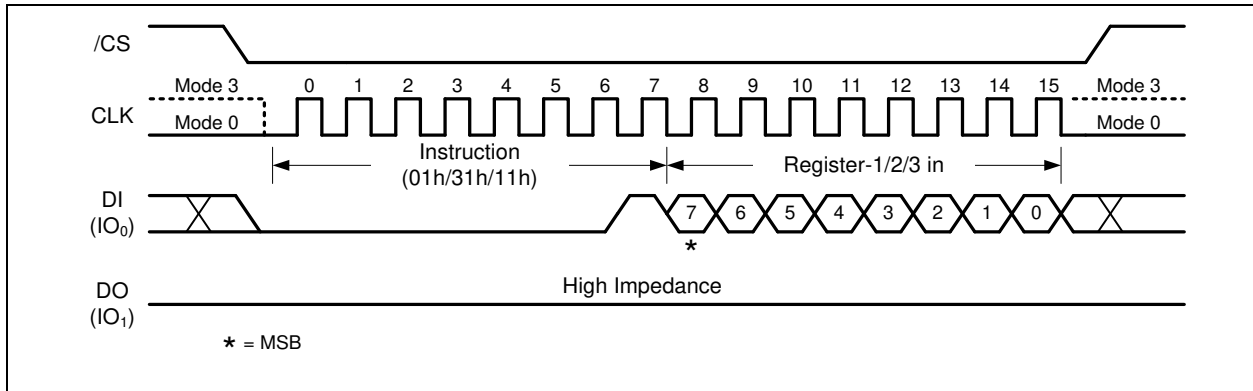 /CS
Mode 3 0 1 2 3 4 5 6 7 8 9 10 11 12 13 14 15 Mode 3
CLK
Mode 0 Mode 0
Instruction Register-1/2/3 in
(01h/31h/11h)
DI
(IO₀) 7 6 5 4 3 2 1 0
*
DO High Impedance
(IO₁)
* = MSB